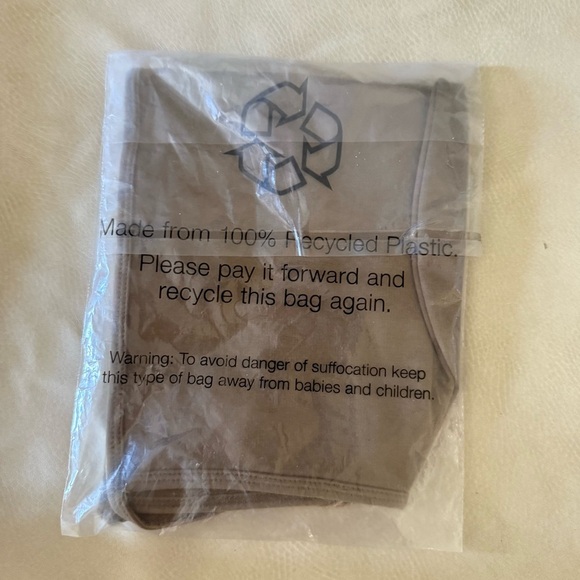 Made from 100% Recycled Plastic.
Please pay it forward and
recycle this bag again.
Warning: To avoid danger of suffocation keep
this type of bag away from babies and children.